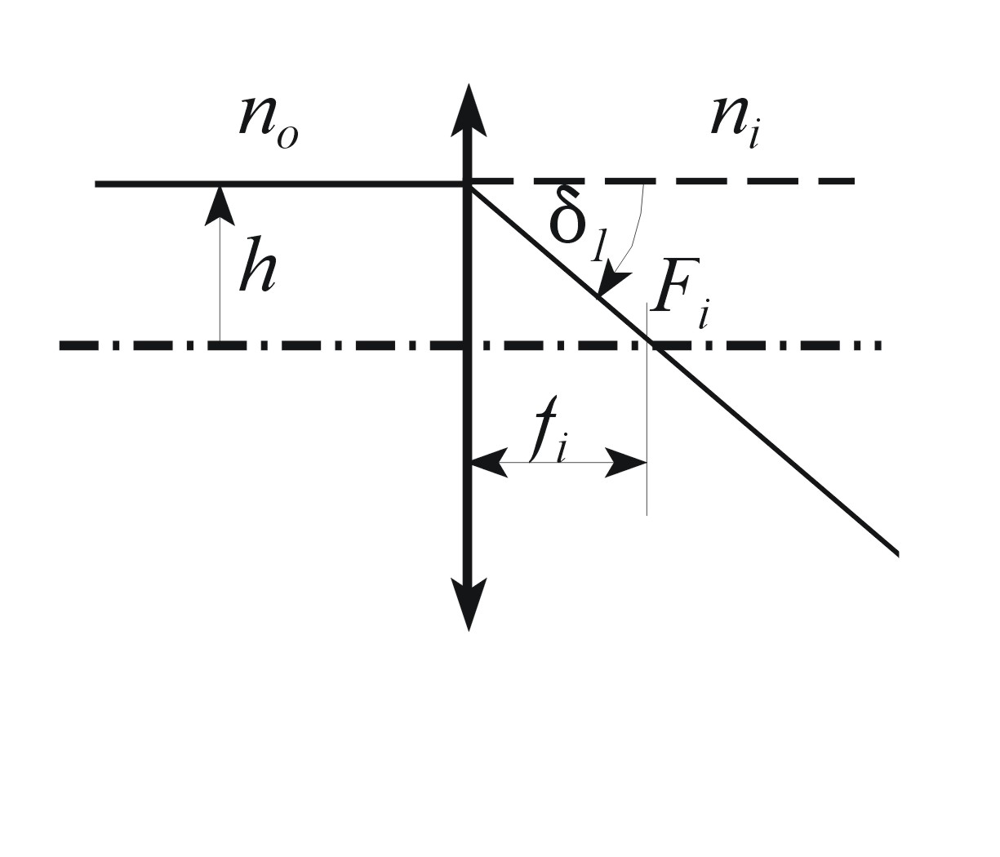 n_o n_i
δ_l
h F_i
f_i